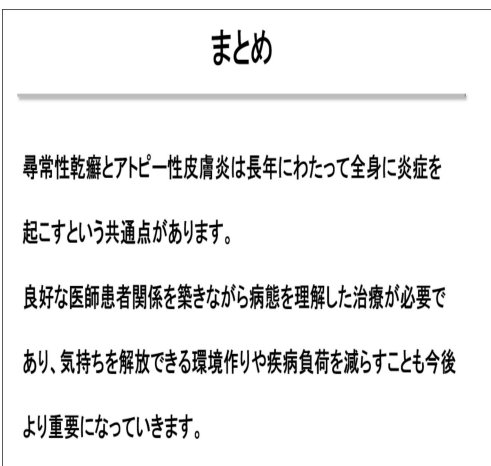 まとめ
尋常性乾癬とアトピー性皮膚炎は長年にわたって全身に炎症を
起こすという共通点があります。
良好な医師患者関係を築きながら病態を理解した治療が必要で
あり、気持ちを解放できる環境作りや疾病負荷を減らすことも今後
より重要になっていきます。